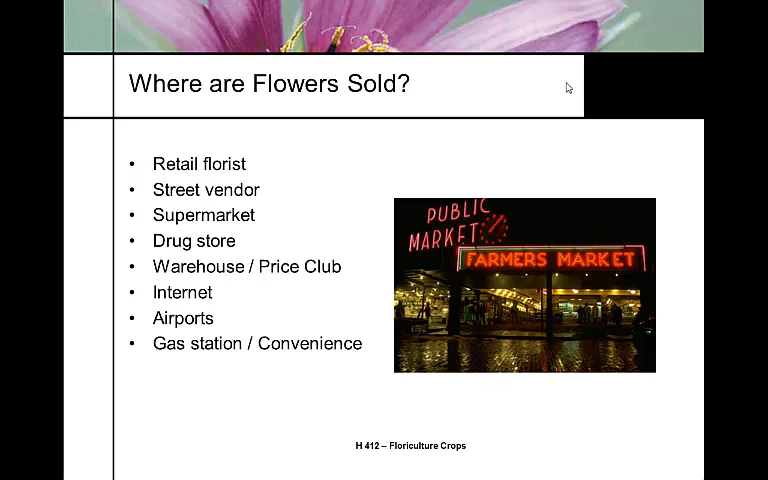 Where are Flowers Sold?
• Retail florist
• Street vendor
• Supermarket
• Drug store
• Warehouse / Price Club
• Internet
• Airports
• Gas station / Convenience
PUBLIC
MARKET
FARMERS MARKET
H 412 – Floriculture Crops